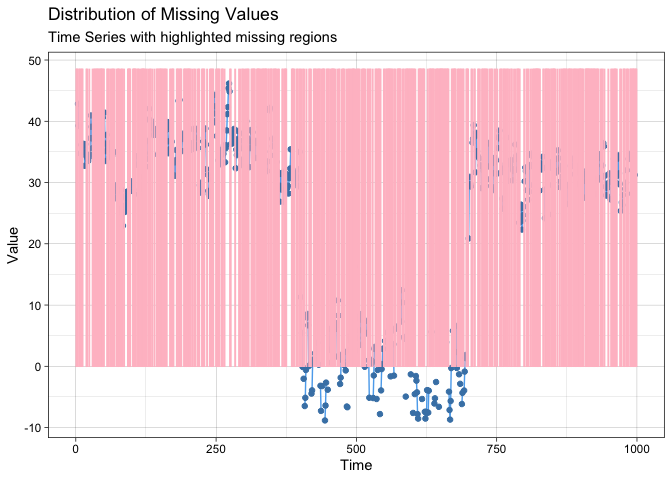 Distribution of Missing Values
Time Series with highlighted missing regions
50
40
30
20
10
0
-10
Value
0 250 500 750 1000
Time